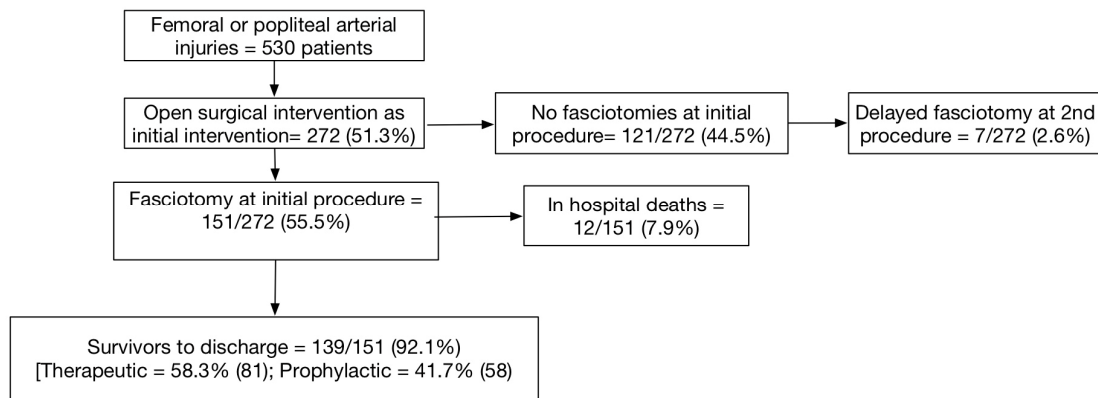 Femoral or popliteal arterial
injuries = 530 patients
Open surgical intervention as
initial intervention= 272 (51.3%)
No fasciotomies at initial
procedure= 121/272 (44.5%)
Delayed fasciotomy at 2nd
procedure = 7/272 (2.6%)
Fasciotomy at initial procedure =
151/272 (55.5%)
In hospital deaths =
12/151 (7.9%)
Survivors to discharge = 139/151 (92.1%)
[Therapeutic = 58.3% (81); Prophylactic = 41.7% (58)